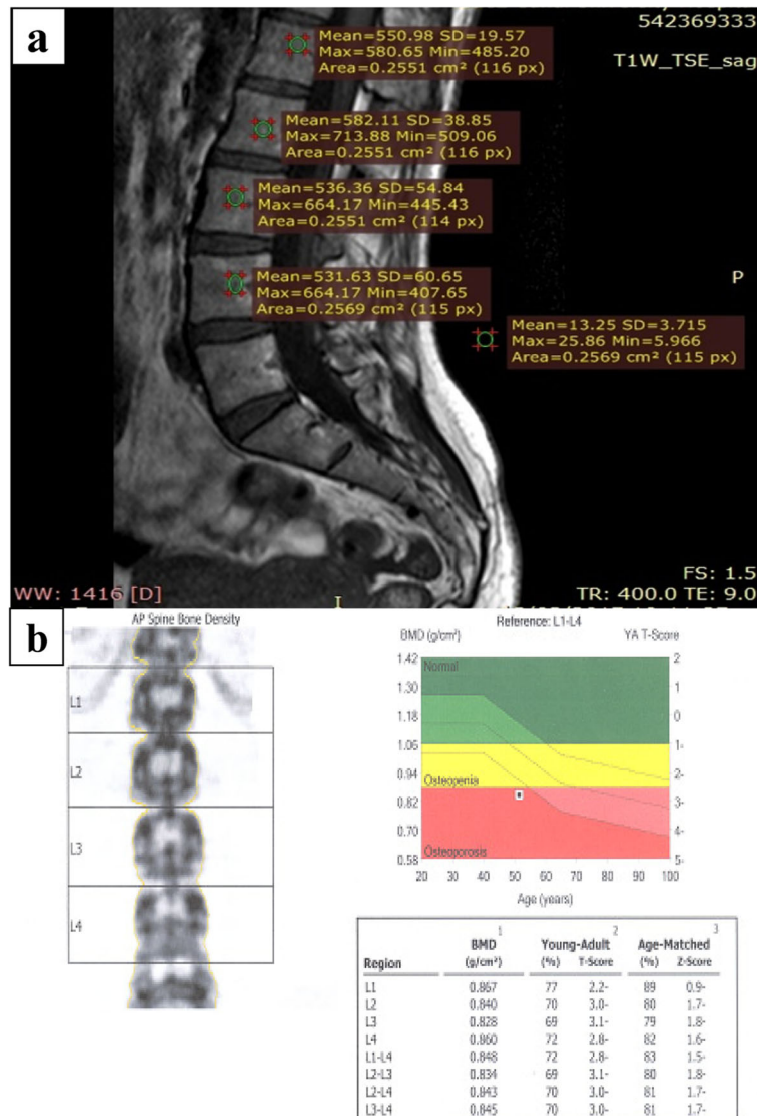 a
542369333
T1W_TSE_sag
Mean=550.98 SD=19.57
Max=580.65 Min=485.20
Area=0.2551 cm² (116 px)
Mean=582.11 SD=38.85
Max=713.88 Min=509.06
Area=0.2551 cm² (116 px)
Mean=536.36 SD=54.84
Max=664.17 Min=445.43
Area=0.2551 cm² (114 px)
Mean=531.63 SD=60.65
Max=664.17 Min=407.65
Area=0.2569 cm² (115 px)
P
Mean=13.25 SD=3.715
Max=25.86 Min=5.966
Area=0.2569 cm² (115 px)
FS: 1.5
WW: 1416 [D]
I
TR: 400.0 TE: 9.0
b
AP Spine Bone Density
L1
L2
L3
L4
Reference: L1-L4
BMD (g/cm²) YA T-Score
1.42 Normal 2
1.30 1
1.18 0
1.06 1-
0.94 2-
Osteopenia
0.82 3-
0.70 4-
0.58 Osteoporosis 5-
20 30 40 50 60 70 80 90 100
Age (years)
1 2 3
BMD Young-Adult Age-Matched
Region (g/cm²) (%) T-Score (%) Z-Score
L1 0.867 77 2.2- 89 0.9-
L2 0.840 70 3.0- 80 1.7-
L3 0.828 69 3.1- 79 1.8-
L4 0.860 72 2.8- 82 1.6-
L1-L4 0.848 72 2.8- 83 1.5-
L2-L3 0.834 69 3.1- 80 1.8-
L2-L4 0.843 70 3.0- 81 1.7-
L3-L4 0.845 70 3.0- 81 1.7-